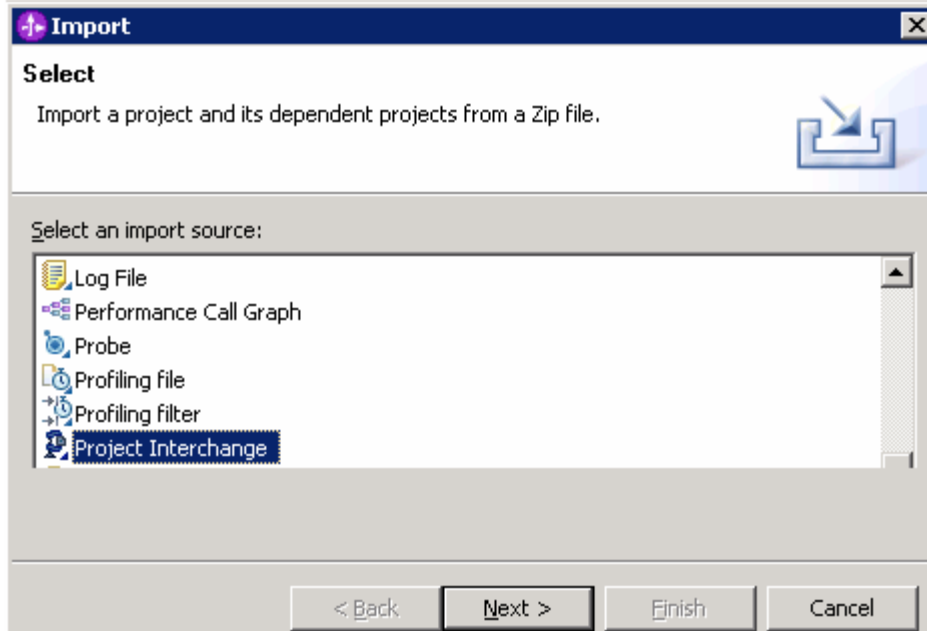 Import
Select
Import a project and its dependent projects from a Zip file.
Select an import source:
Log File
Performance Call Graph
Probe
Profiling file
Profiling filter
Project Interchange
< Back Next > Finish Cancel